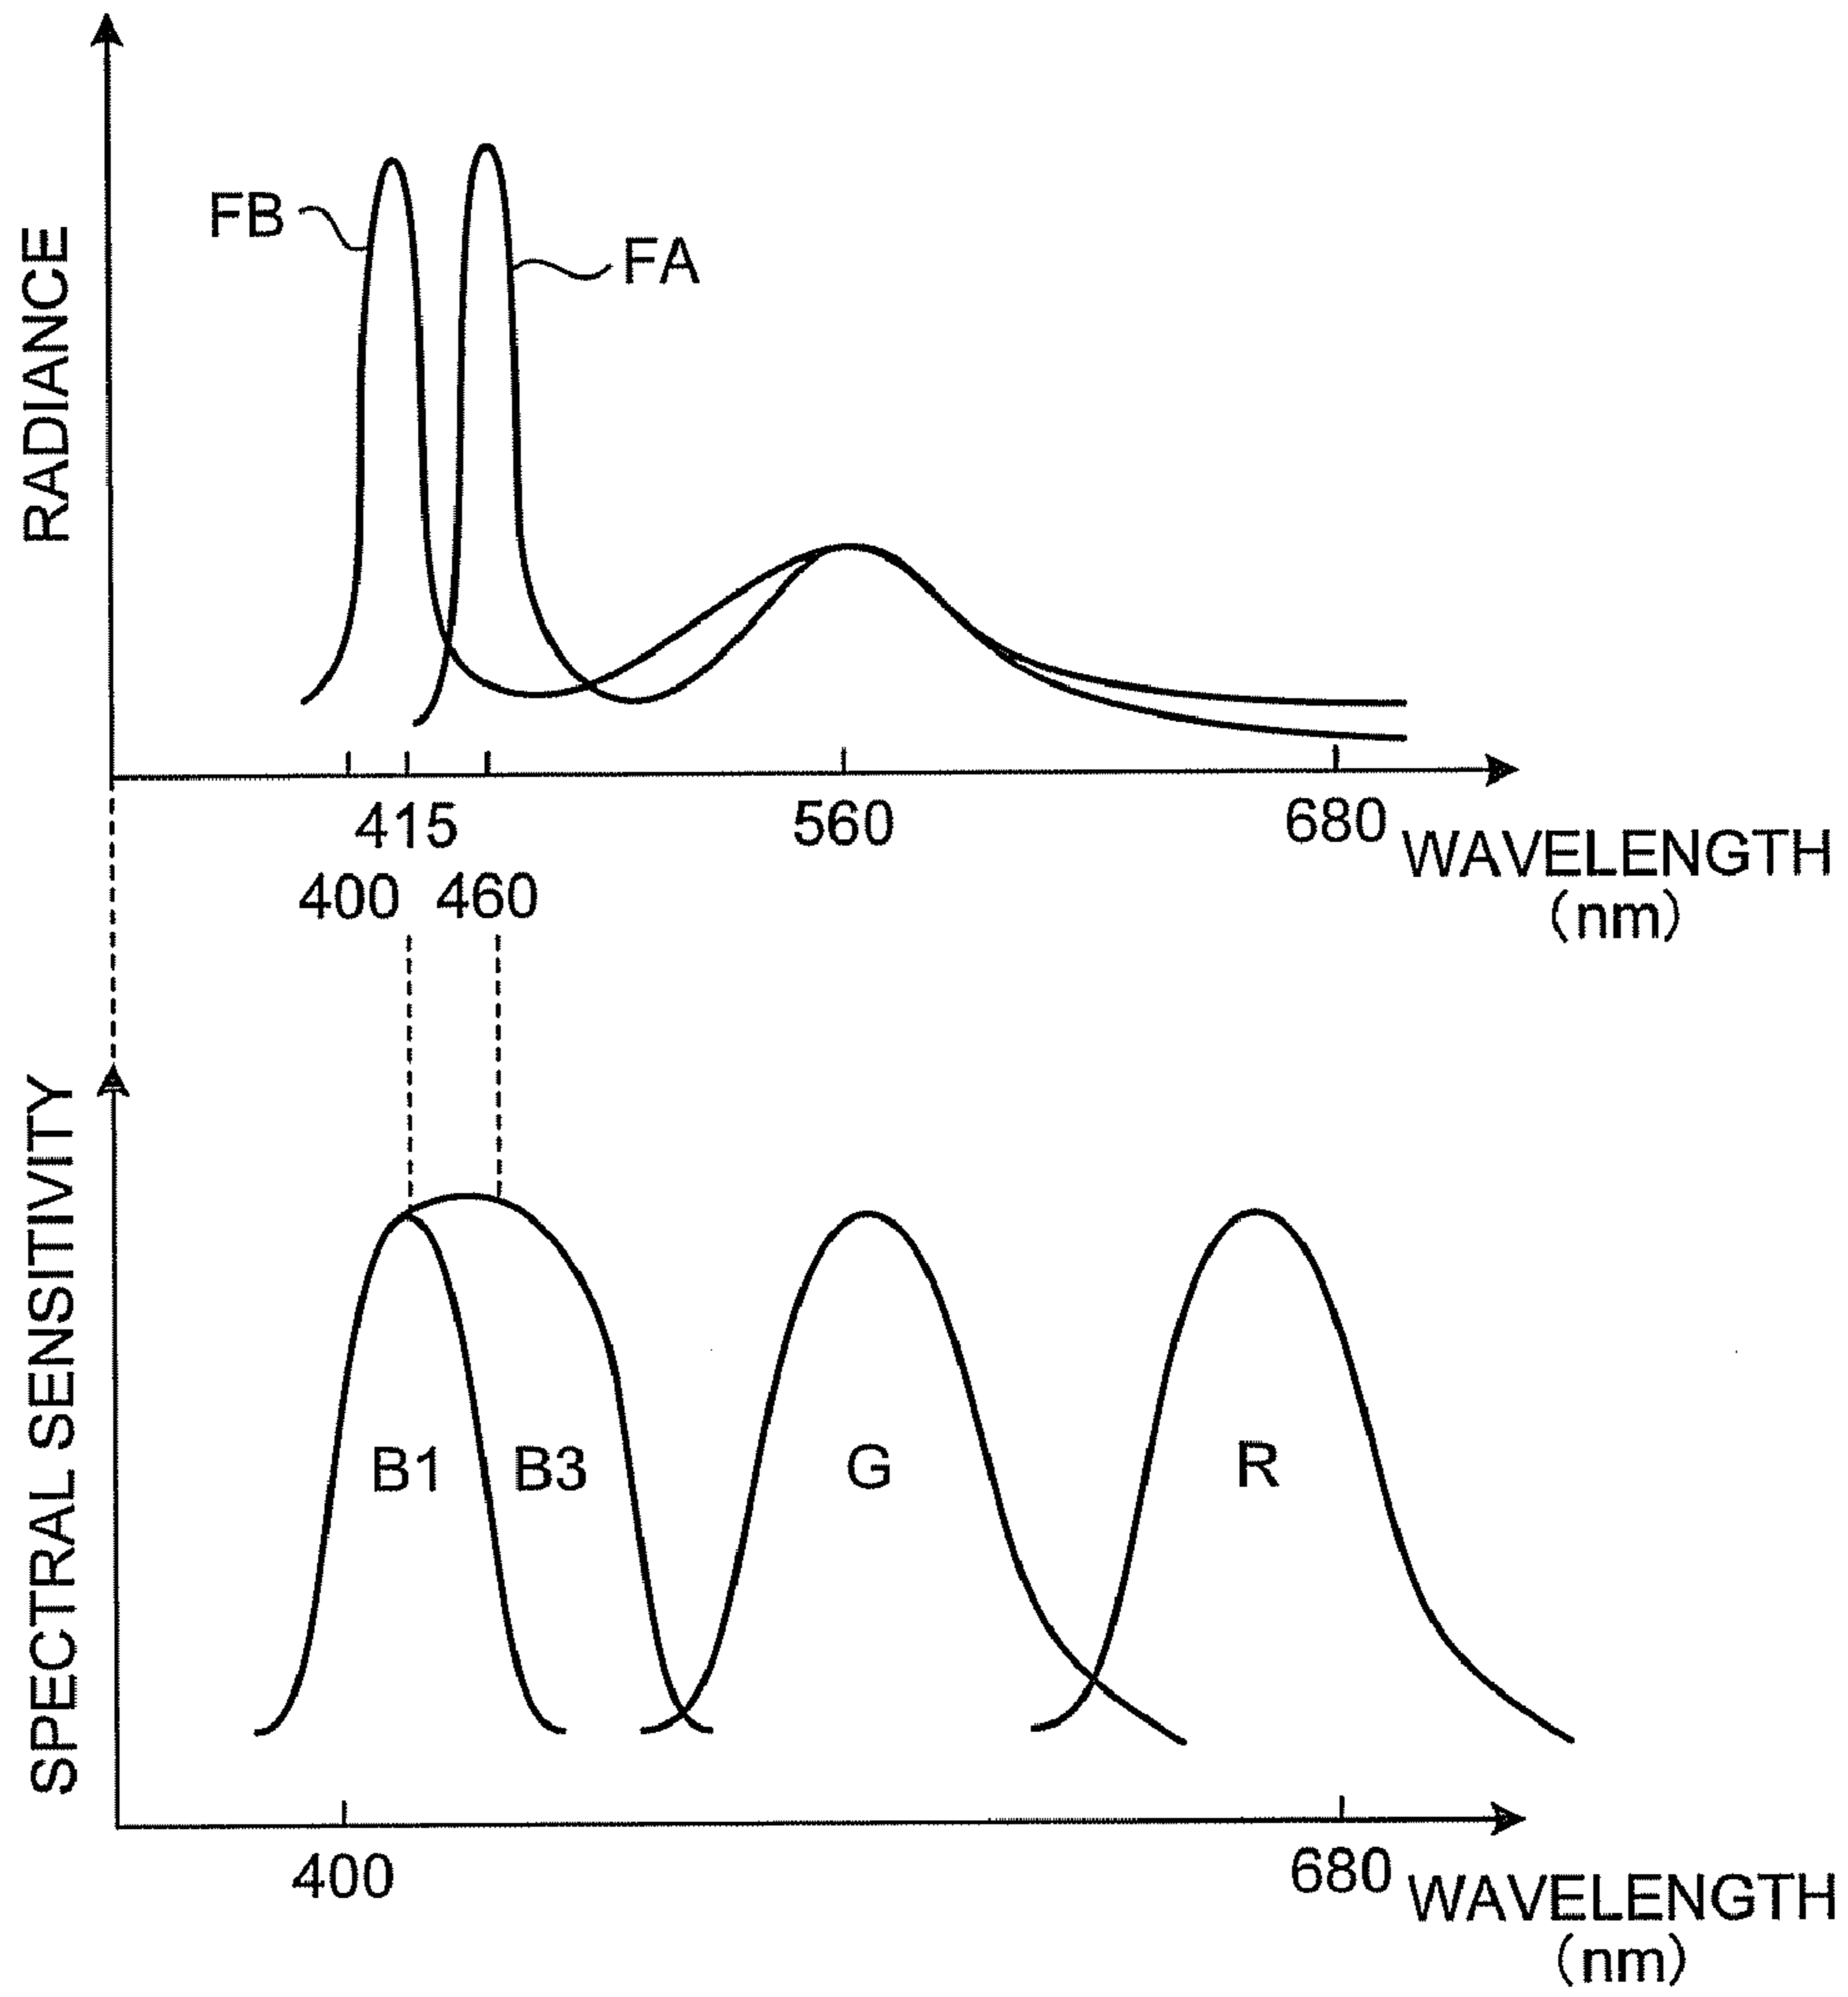 RADIANCE
FB
FA
415
560
680
400
460
WAVELENGTH
(nm)
SPECTRAL SENSITIVITY
B1
B3
G
R
400
680
WAVELENGTH
(nm)